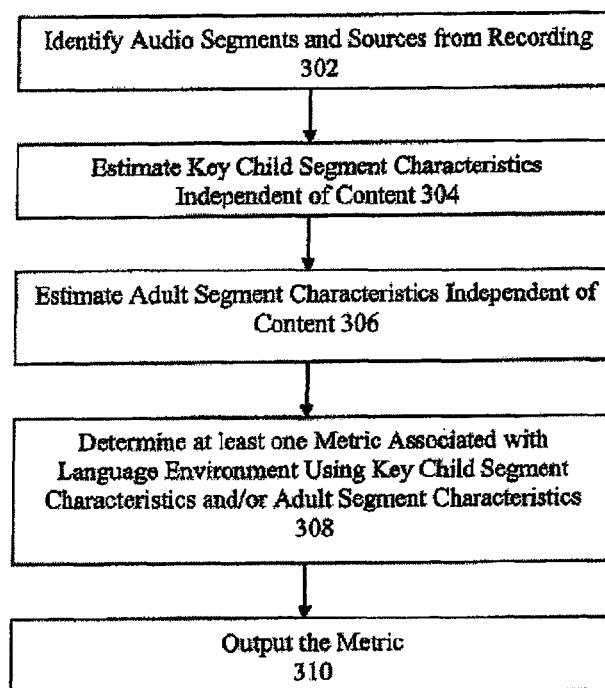 Identify Audio Segments and Sources from Recording
302
Estimate Key Child Segment Characteristics
Independent of Content 304
Estimate Adult Segment Characteristics Independent of
Content 306
Determine at least one Metric Associated with
Language Environment Using Key Child Segment
Characteristics and/or Adult Segment Characteristics
308
Output the Metric
310